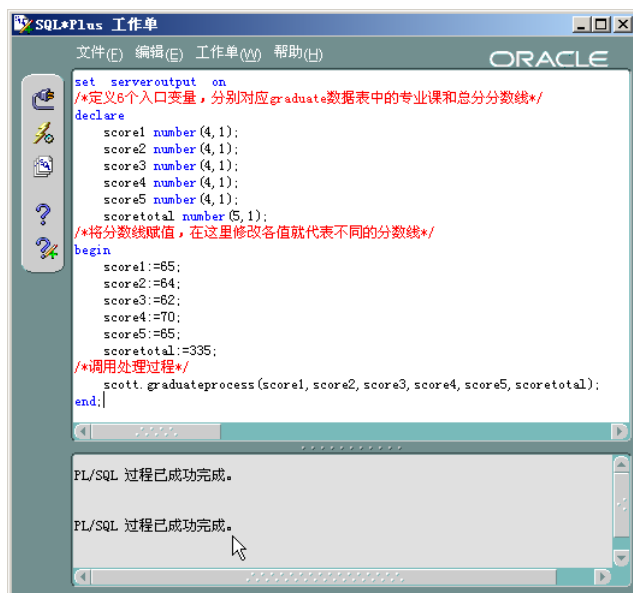 SQL*Plus 工作单
文件(F) 编辑(E) 工作单(W) 帮助(H)
ORACLE
set serveroutput on
/*定义6个入口变量，分别对应graduate数据表中的专业课和总分分数线*/
declare
score1 number(4,1);
score2 number(4,1);
score3 number(4,1);
score4 number(4,1);
score5 number(4,1);
scoretotal number(5,1);
/*将分数线赋值，在这里修改各值就代表不同的分数线*/
begin
score1:=65;
score2:=64;
score3:=62;
score4:=70;
score5:=65;
scoretotal:=335;
/*调用处理过程*/
scott.graduateprocess(score1,score2,score3,score4,score5,scoretotal);
end;
PL/SQL 过程已成功完成。
PL/SQL 过程已成功完成。